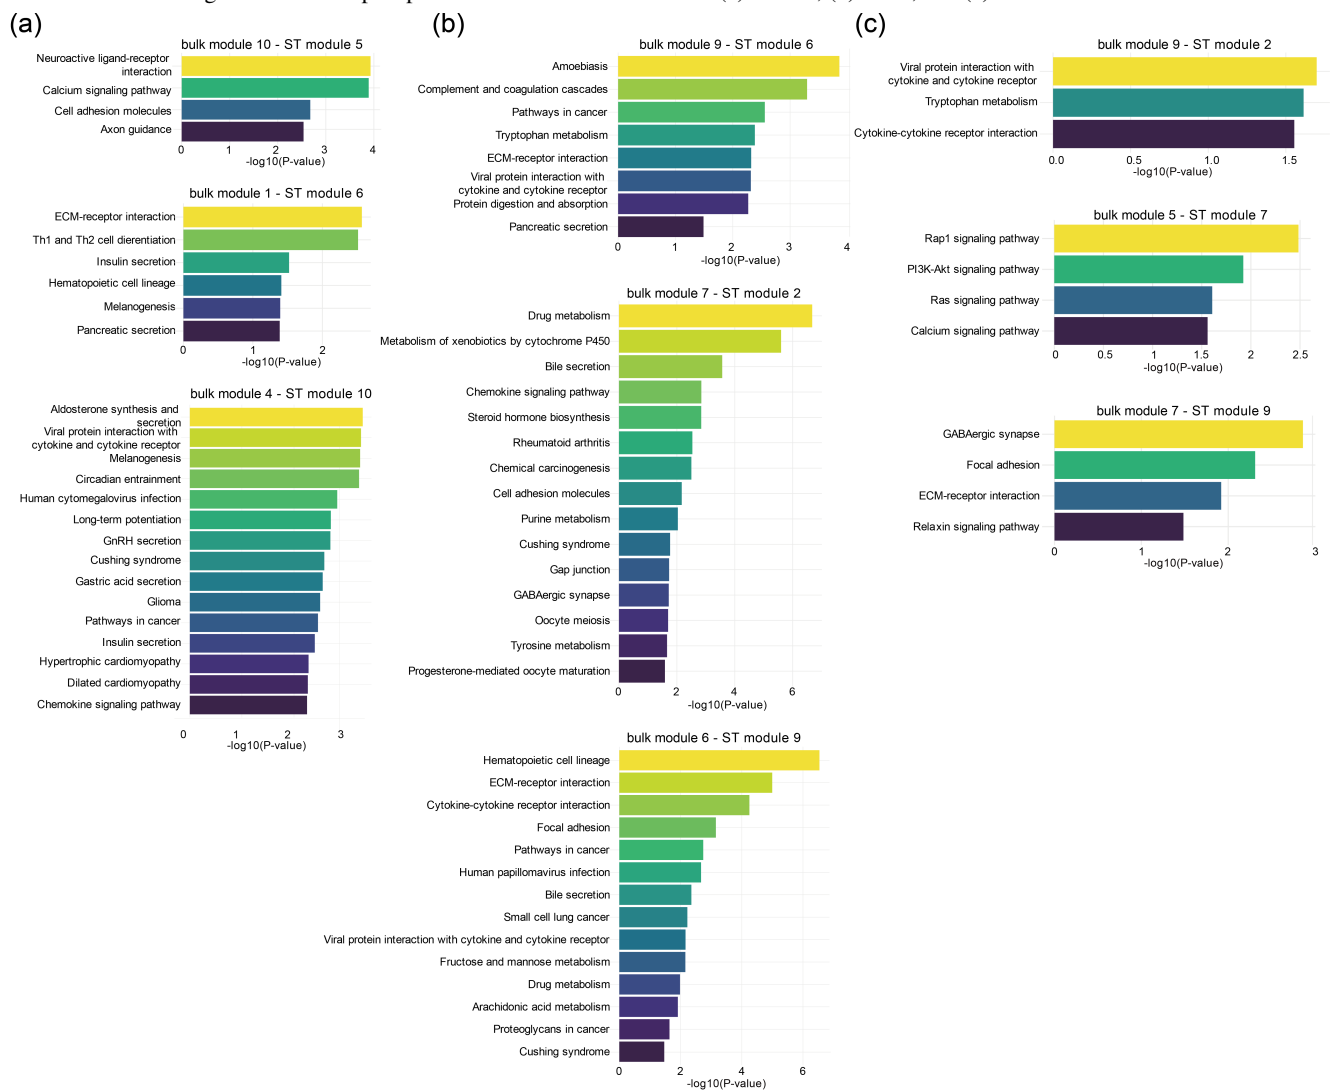 (a)
bulk module 10 - ST module 5
Neuroactive ligand-receptor
interaction
Calcium signaling pathway
Cell adhesion molecules
Axon guidance
0 1 2 3 4
-log10(P-value)
bulk module 1 - ST module 6
ECM-receptor interaction
Th1 and Th2 cell dierentiation
Insulin secretion
Hematopoietic cell lineage
Melanogenesis
Pancreatic secretion
0 1 2
-log10(P-value)
bulk module 4 - ST module 10
Aldosterone synthesis and
secretion
Viral protein interaction with
cytokine and cytokine receptor
Melanogenesis
Circadian entrainment
Human cytomegalovirus infection
Long-term potentiation
GnRH secretion
Cushing syndrome
Gastric acid secretion
Glioma
Pathways in cancer
Insulin secretion
Hypertrophic cardiomyopathy
Dilated cardiomyopathy
Chemokine signaling pathway
0 1 2 3
-log10(P-value)
(b)
bulk module 9 - ST module 6
Amoebiasis
Complement and coagulation cascades
Pathways in cancer
Tryptophan metabolism
ECM-receptor interaction
Viral protein interaction with
cytokine and cytokine receptor
Protein digestion and absorption
Pancreatic secretion
0 1 2 3 4
-log10(P-value)
bulk module 7 - ST module 2
Drug metabolism
Metabolism of xenobiotics by cytochrome P450
Bile secretion
Chemokine signaling pathway
Steroid hormone biosynthesis
Rheumatoid arthritis
Chemical carcinogenesis
Cell adhesion molecules
Purine metabolism
Cushing syndrome
Gap junction
GABAergic synapse
Oocyte meiosis
Tyrosine metabolism
Progesterone-mediated oocyte maturation
0 2 4 6
-log10(P-value)
bulk module 6 - ST module 9
Hematopoietic cell lineage
ECM-receptor interaction
Cytokine-cytokine receptor interaction
Focal adhesion
Pathways in cancer
Human papillomavirus infection
Bile secretion
Small cell lung cancer
Viral protein interaction with cytokine and cytokine receptor
Fructose and mannose metabolism
Drug metabolism
Arachidonic acid metabolism
Proteoglycans in cancer
Cushing syndrome
0 2 4 6
-log10(P-value)
(c)
bulk module 9 - ST module 2
Viral protein interaction with
cytokine and cytokine receptor
Tryptophan metabolism
Cytokine-cytokine receptor interaction
0.0 0.5 1.0 1.5
-log10(P-value)
bulk module 5 - ST module 7
Rap1 signaling pathway
PI3K-Akt signaling pathway
Ras signaling pathway
Calcium signaling pathway
0 0.5 1 1.5 2 2.5
-log10(P-value)
bulk module 7 - ST module 9
GABAergic synapse
Focal adhesion
ECM-receptor interaction
Relaxin signaling pathway
0 1 2 3
-log10(P-value)